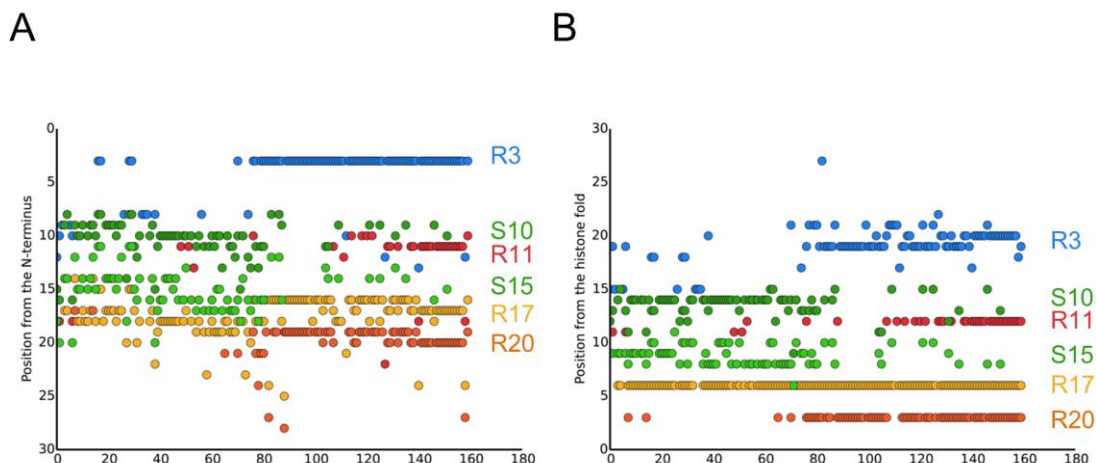 A
B
0
5
10
15
20
25
30
Position from the N-terminus
0 20 40 60 80 100 120 140 160 180
R3
S10
R11
S15
R17
R20
30
25
20
15
10
5
0
Position from the histone fold
0 20 40 60 80 100 120 140 160 180
R3
S10
R11
S15
R17
R20